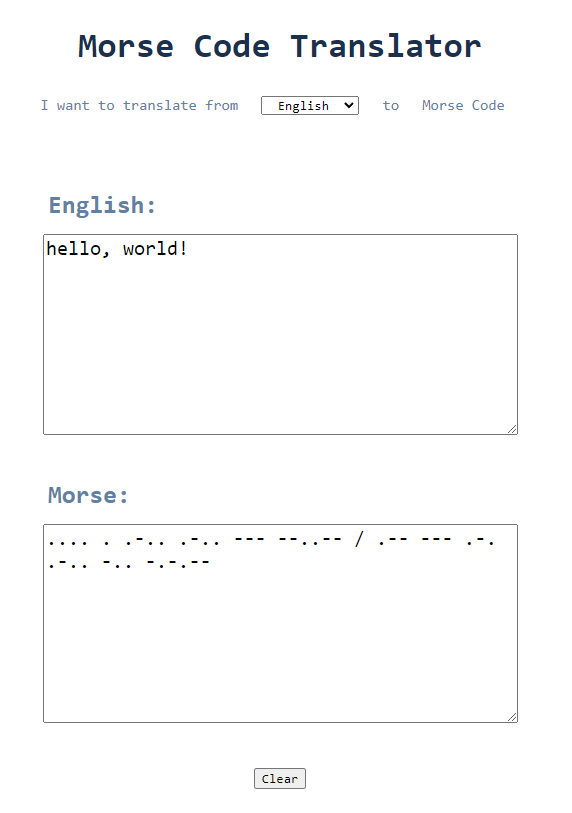 Morse Code Translator
I want to translate from English to Morse Code
English:
hello, world!
Morse:
.... . .-.. .-.. --- --..-- / .-- --- .-.
.-.. -.. -.-.--
Clear